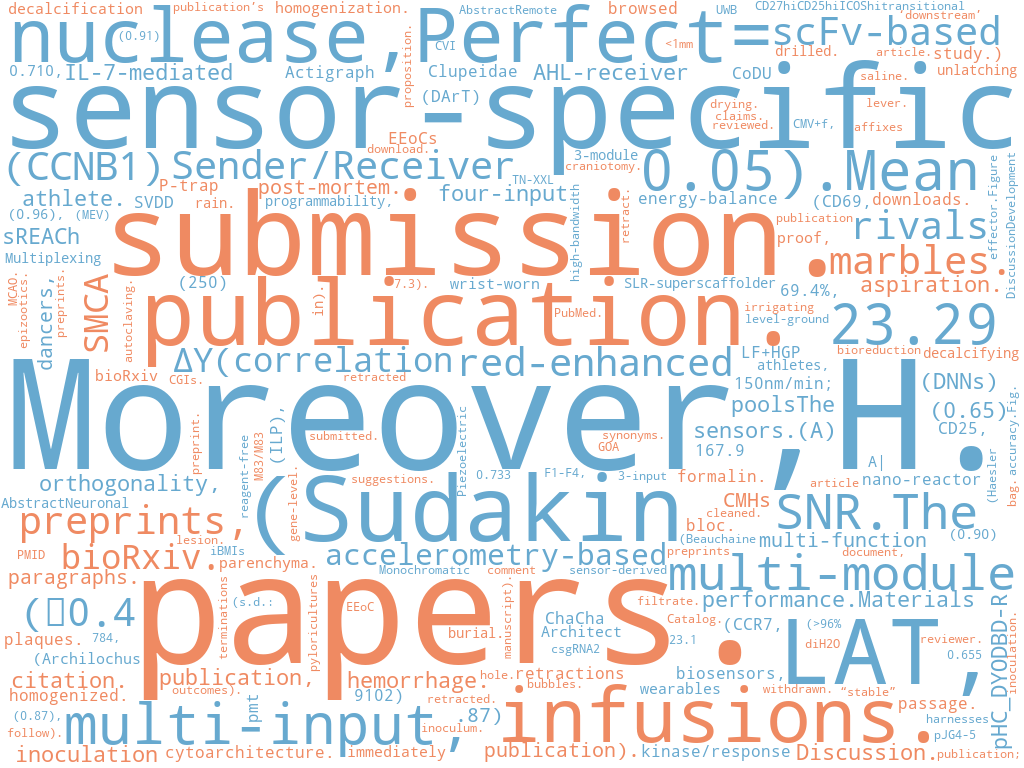 decalcification publication's homogenization. AbstractRemote browsed UWB CD27hiCD25hiICOShitransitional
nuclease, (0.91) proposition. CVI Perfect= <1mm scFv-based "downstream'
0.710, IL-7-mediated Actigraph Clupeidae AHL-receiver CoDU drilled. article. study.)
unlatching
sensor-specific
(DArT) saline.
drying. claims. reviewed. lever. CMV+f, affixes
EEoCs download.
(CCNB1) Sender/Receiver 3-module craniotomy. 0.05).Mean effector.Figure DiscussionDevelopment
athlete. P-trap post-mortem. four-input TN-XXL
SVDD rain. programmability, high-bandwidth retract. energy-balance (CD69, downloads.
(0.96), (MEV) publication
sREACh submission. proof, rivals
Multiplexing marbles.
MCAO. epizootics. preprints. dancers, SMCA autoclaving. (250) in). 7.3). wrist-worn SLR-superscaffolder 69.4%, aspiration.
publication. PubMed. irrigating level-ground 23.29
ΔY(correlation red-enhanced LF+HGP bioreduction decalcifying
athletes,
bioRxiv CGIs. retracted 150nm/min; (DNNs)
Moreover, H.
poolsThe (0.65)
preprint. reagent-free M83/M83 (ILP), submitted. Piezoelectric synonyms. GOA sensors.(A) CD25, accuracy.Fig. bag.
167.9 A|
gene-level. 0.733 F1-F4, 3-input formalin. (Haesler
orthogonality, suggestions. article nano-reactor
AbstractNeuronal (Sudakin CMHs
preprints, cleaned. SNR.The
bloc.
lesion. (Beauchaine multi-function (0.90)
PMID bioRxiv. iBMIs accelerometry-based preprints document,
parenchyma.
paragraphs. Monochromatic comment sensor-derived multi-module
papers.
(s.d.: terminations pyloricultures EEoC manuscript). ChaCha filtrate. performance.Materials
plaques. 784, burial. Architect Catalog. (CCR7, (>96% LAT, pHC_DYODBD-R inoculation.
csgRNA2 23.1 diH2O reviewer.
(Archilochus 0.655
citation. publication, hemorrhage. hole. retractions biosensors,
homogenized. outcomes). bubbles. wearables withdrawn. "stable"
9102) retracted. passage.
(0.87), multi-input, pmt .87) infusions. harnesses
follow). inoculum. pJG4-5
inoculation cytoarchitecture. immediately publication). kinase/response Discussion. publication;